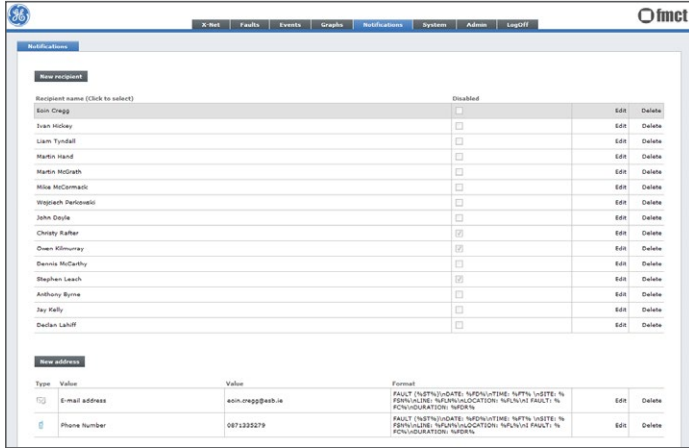 fmct
X-Net Faults Events Graphs Notifications System Admin LogOff
Notifications
New recipient
Recipient name (Click to select) Disabled
Eoin Cregg Edit Delete
Ivan Hickey Edit Delete
Liam Tyndall Edit Delete
Martin Hand Edit Delete
Martin McGrath Edit Delete
Mike McCormack Edit Delete
Wojciech Perkowski Edit Delete
John Doyle Edit Delete
Christy Rafter Edit Delete
Owen Kilmurray Edit Delete
Dennis McCarthy Edit Delete
Stephen Leach Edit Delete
Anthony Byrne Edit Delete
Jay Kelly Edit Delete
Declan Lahiff Edit Delete
New address
Type Value Value Format
FAULT (%ST%)\nDATE: %FD%\nTIME: %FT% \nSITE: %
E-mail address eoin.cregg@esb.ie FSN%\nLINE: %FLN%\nLOCATION: %FL%\nI FAULT: % Edit Delete
FC%\nDURATION: %FDR%
FAULT (%ST%)\nDATE: %FD%\nTIME: %FT% \nSITE: %
Phone Number 0871335279 FSN%\nLINE: %FLN%\nLOCATION: %FL%\nI FAULT: % Edit Delete
FC%\nDURATION: %FDR%